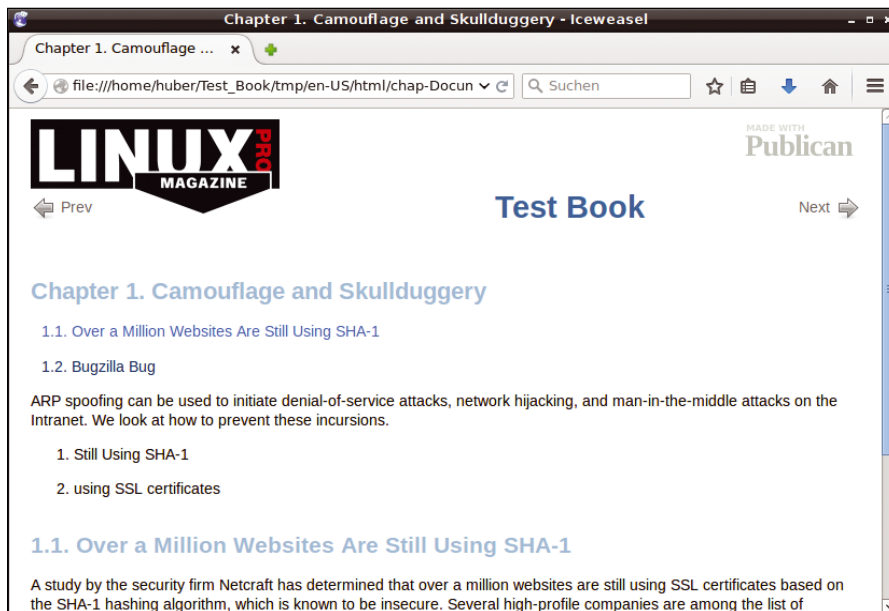 Chapter 1. Camouflage and Skullduggery - Iceweasel
Chapter 1. Camouflage ...
file:///home/huber/Test_Book/tmp/en-US/html/chap-Docun
Suchen
LINUX PRO
MAGAZINE
MADE WITH
Publican
Prev
Test Book
Next
Chapter 1. Camouflage and Skullduggery
1.1. Over a Million Websites Are Still Using SHA-1
1.2. Bugzilla Bug
ARP spoofing can be used to initiate denial-of-service attacks, network hijacking, and man-in-the-middle attacks on the
Intranet. We look at how to prevent these incursions.
1. Still Using SHA-1
2. using SSL certificates
1.1. Over a Million Websites Are Still Using SHA-1
A study by the security firm Netcraft has determined that over a million websites are still using SSL certificates based on
the SHA-1 hashing algorithm, which is known to be insecure. Several high-profile companies are among the list of